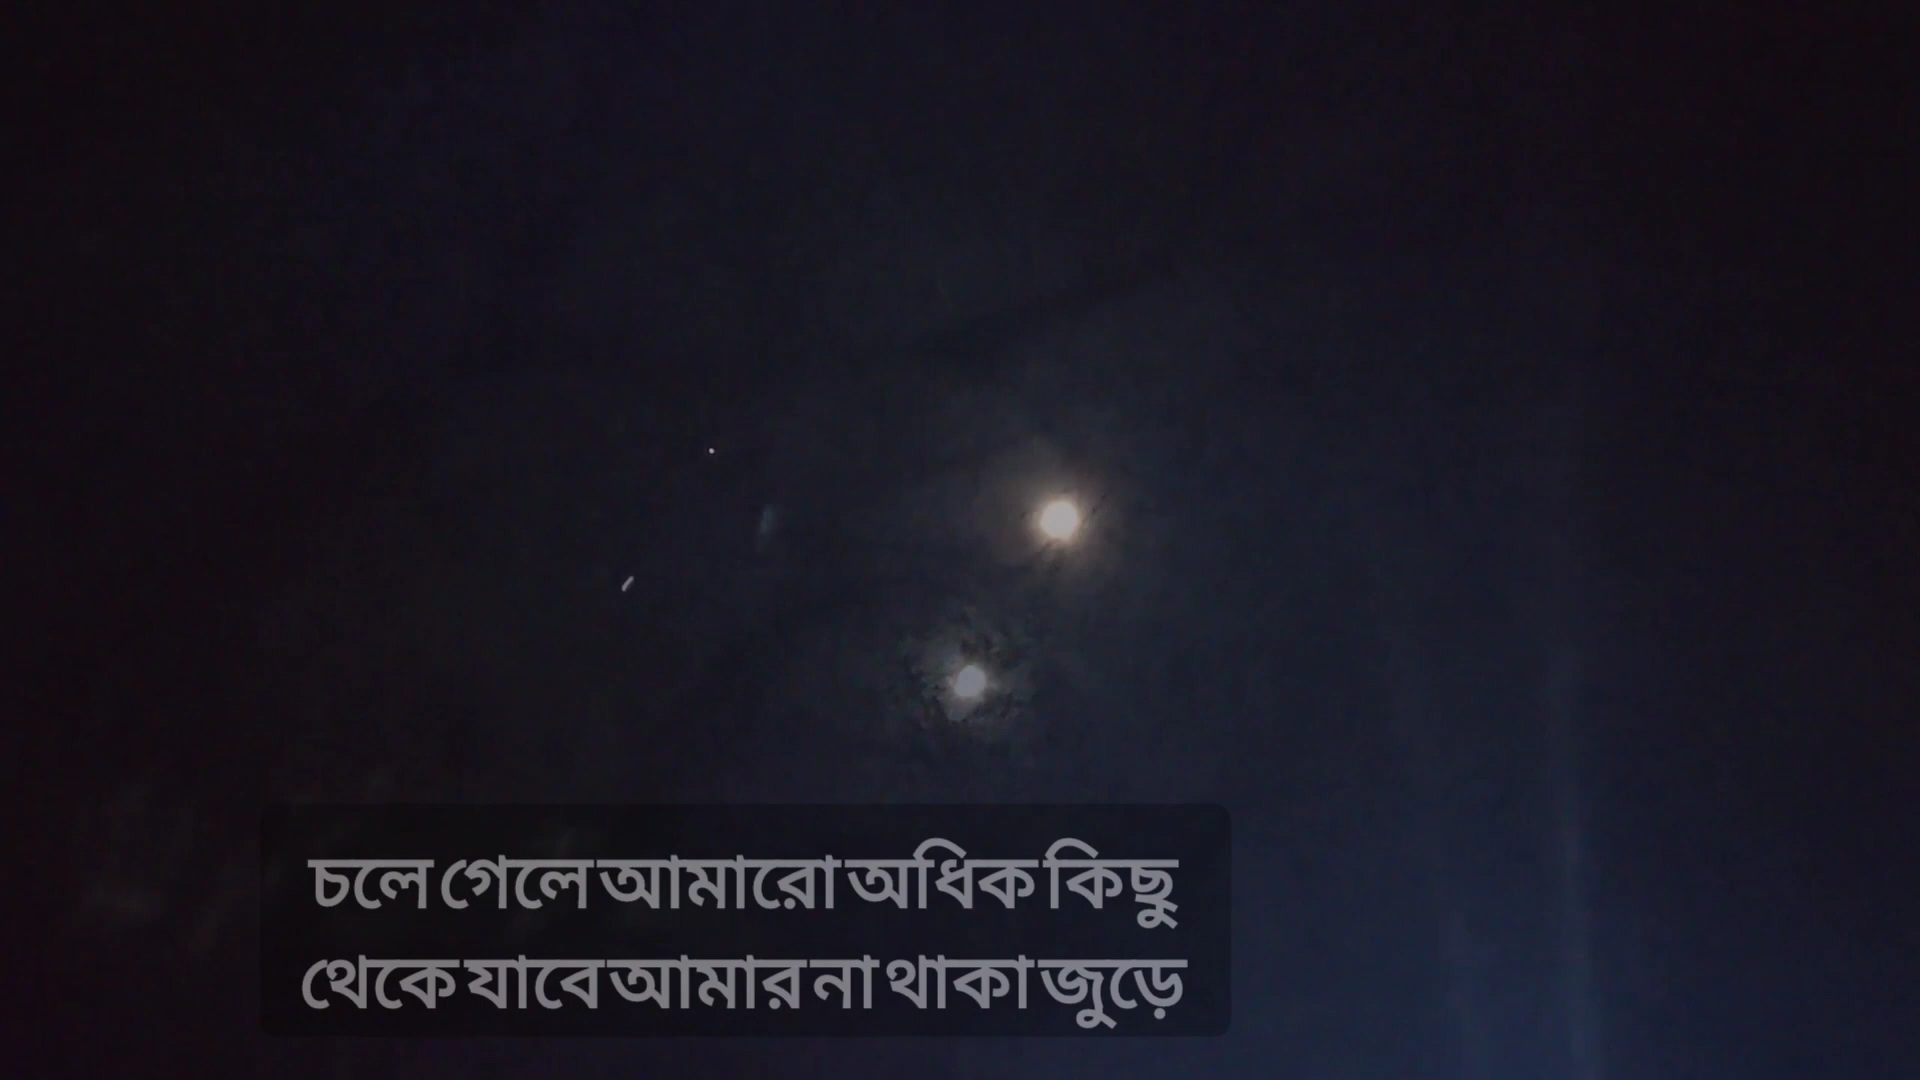 চলে গেলে আমারো অধিক কিছু
থেকে যাবে আমার না থাকা জুড়ে